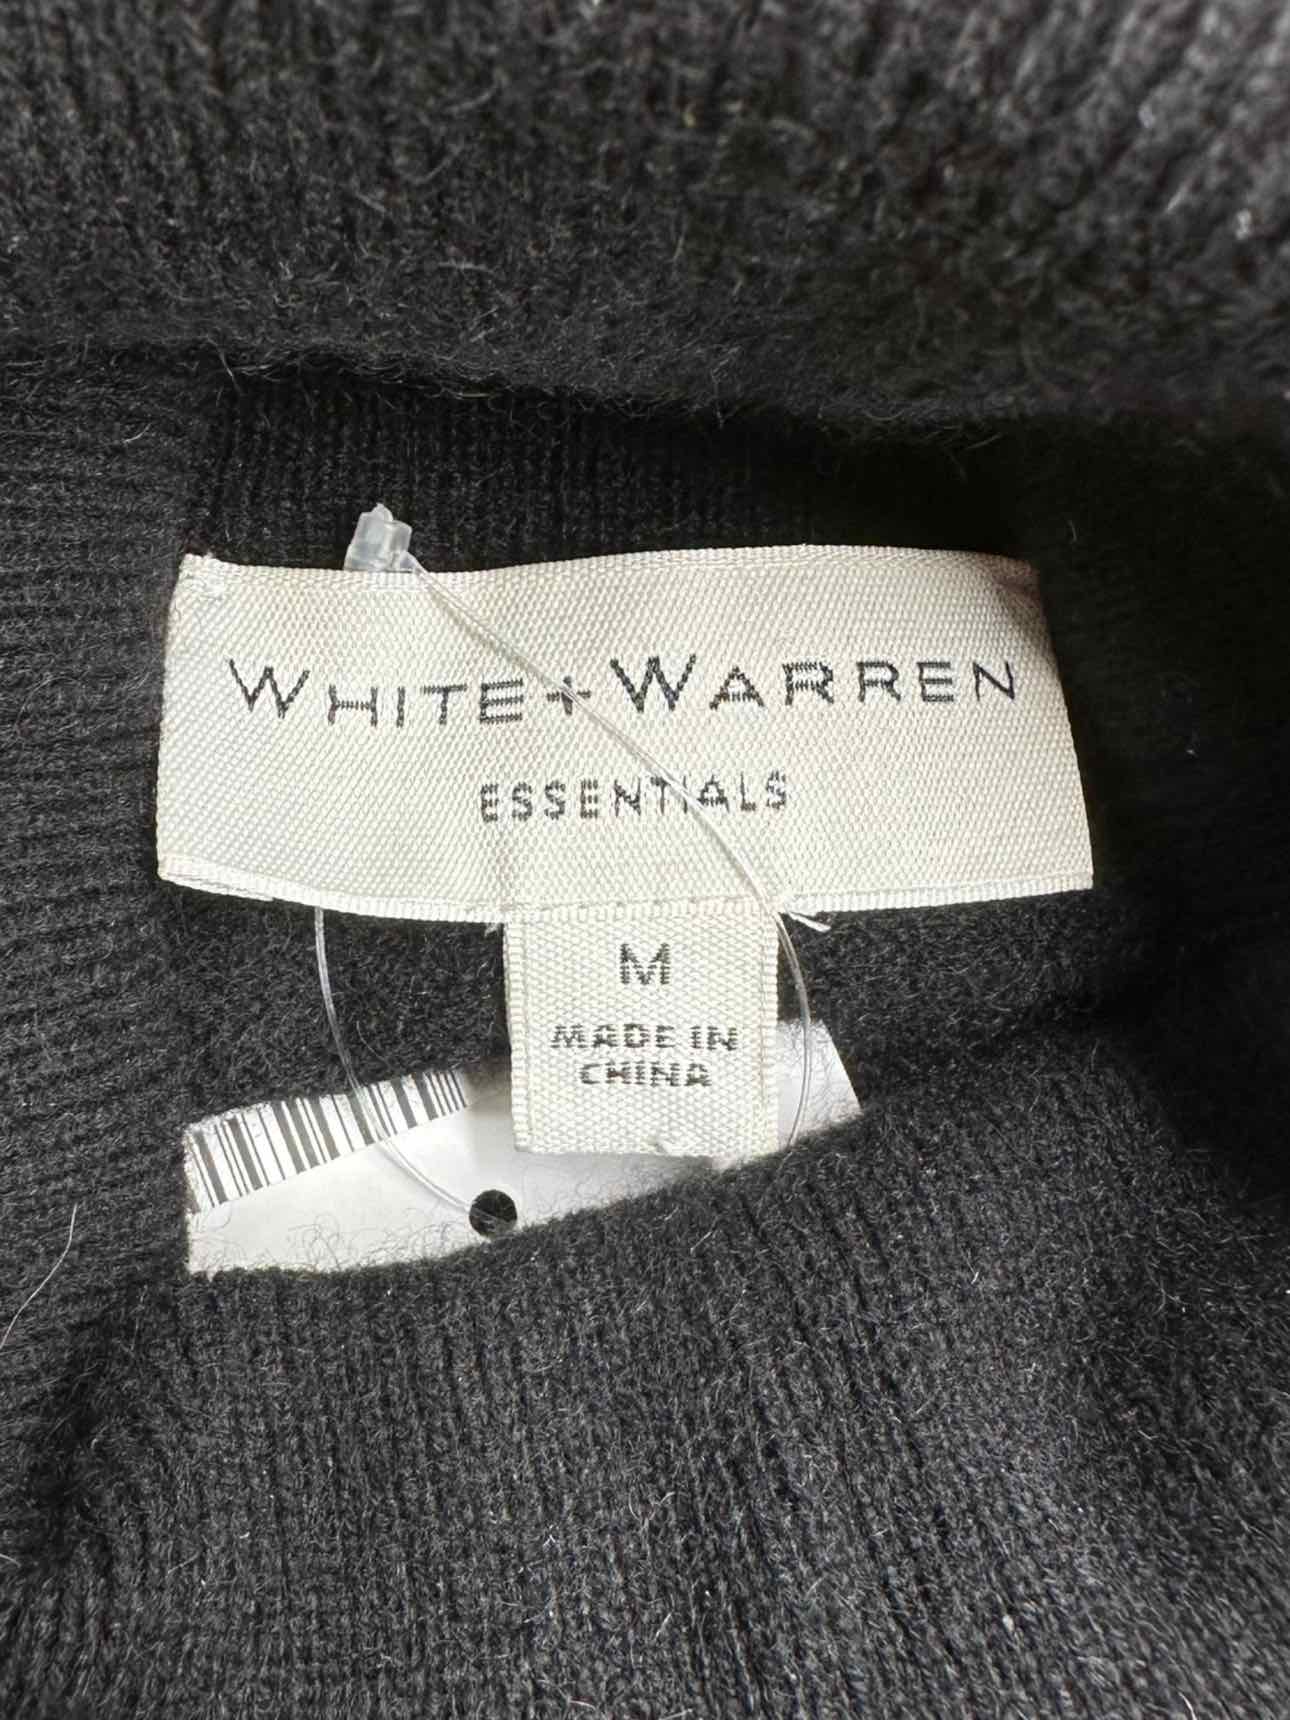 WHITE+WARREN
ESSENTIALS
M
MADE IN
CHINA